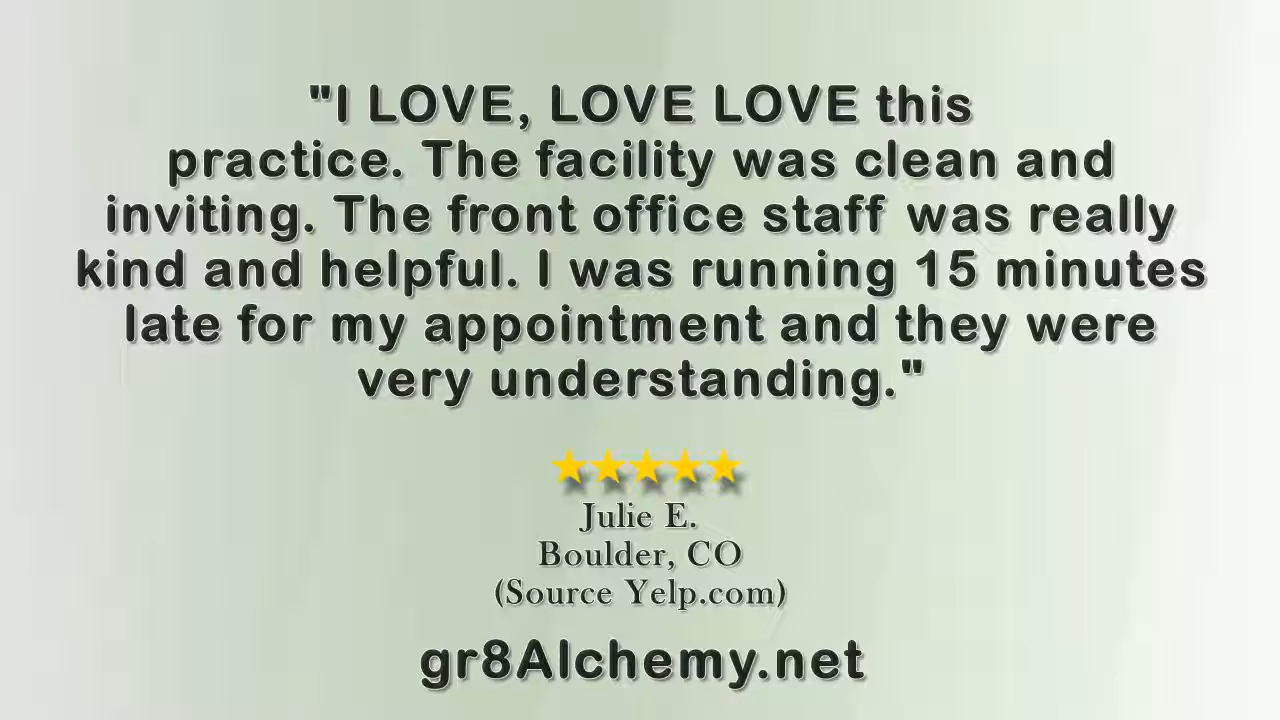 "I LOVE, LOVE LOVE this
practice. The facility was clean and
inviting. The front office staff was really
kind and helpful. I was running 15 minutes
late for my appointment and they were
very understanding."
★★★★★
Julie E.
Boulder, CO
(Source Yelp.com)
gr8Alchemy.net